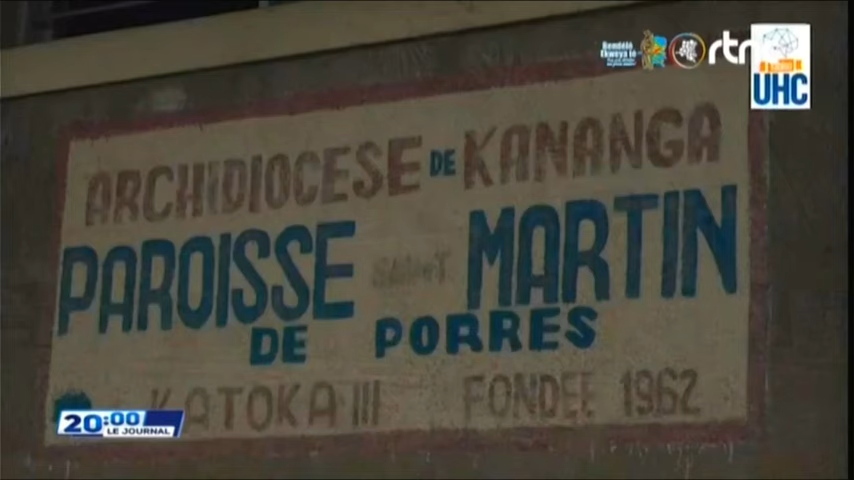 rtn
UHC
ARCHIDIOCESE DE KANANGA
PAROISSE SAINT MARTIN
DE PORRES
KATOKA III FONDEE 1962
20:00
LE JOURNAL